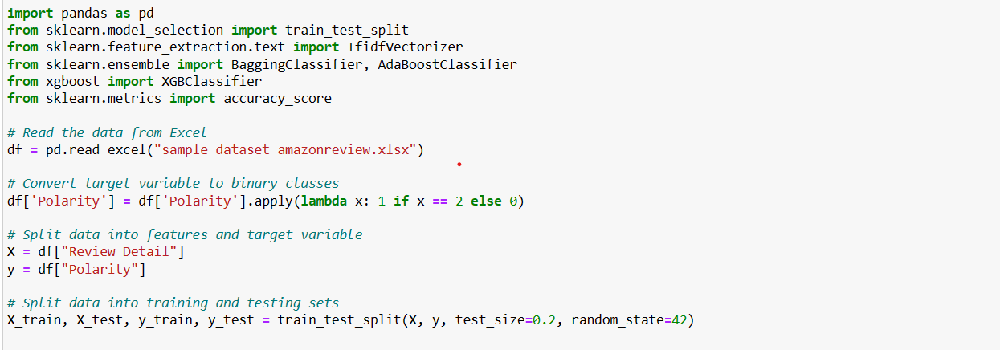 import pandas as pd
from sklearn.model_selection import train_test_split
from sklearn.feature_extraction.text import TfidfVectorizer
from sklearn.ensemble import BaggingClassifier, AdaBoostClassifier
from xgboost import XGBClassifier
from sklearn.metrics import accuracy_score
# Read the data from Excel
df = pd.read_excel("sample_dataset_amazonreview.xlsx")
# Convert target variable to binary classes
df['Polarity'] = df['Polarity'].apply(lambda x: 1 if x == 2 else 0)
# Split data into features and target variable
X = df["Review Detail"]
y = df["Polarity"]
# Split data into training and testing sets
X_train, X_test, y_train, y_test = train_test_split(X, y, test_size=0.2, random_state=42)